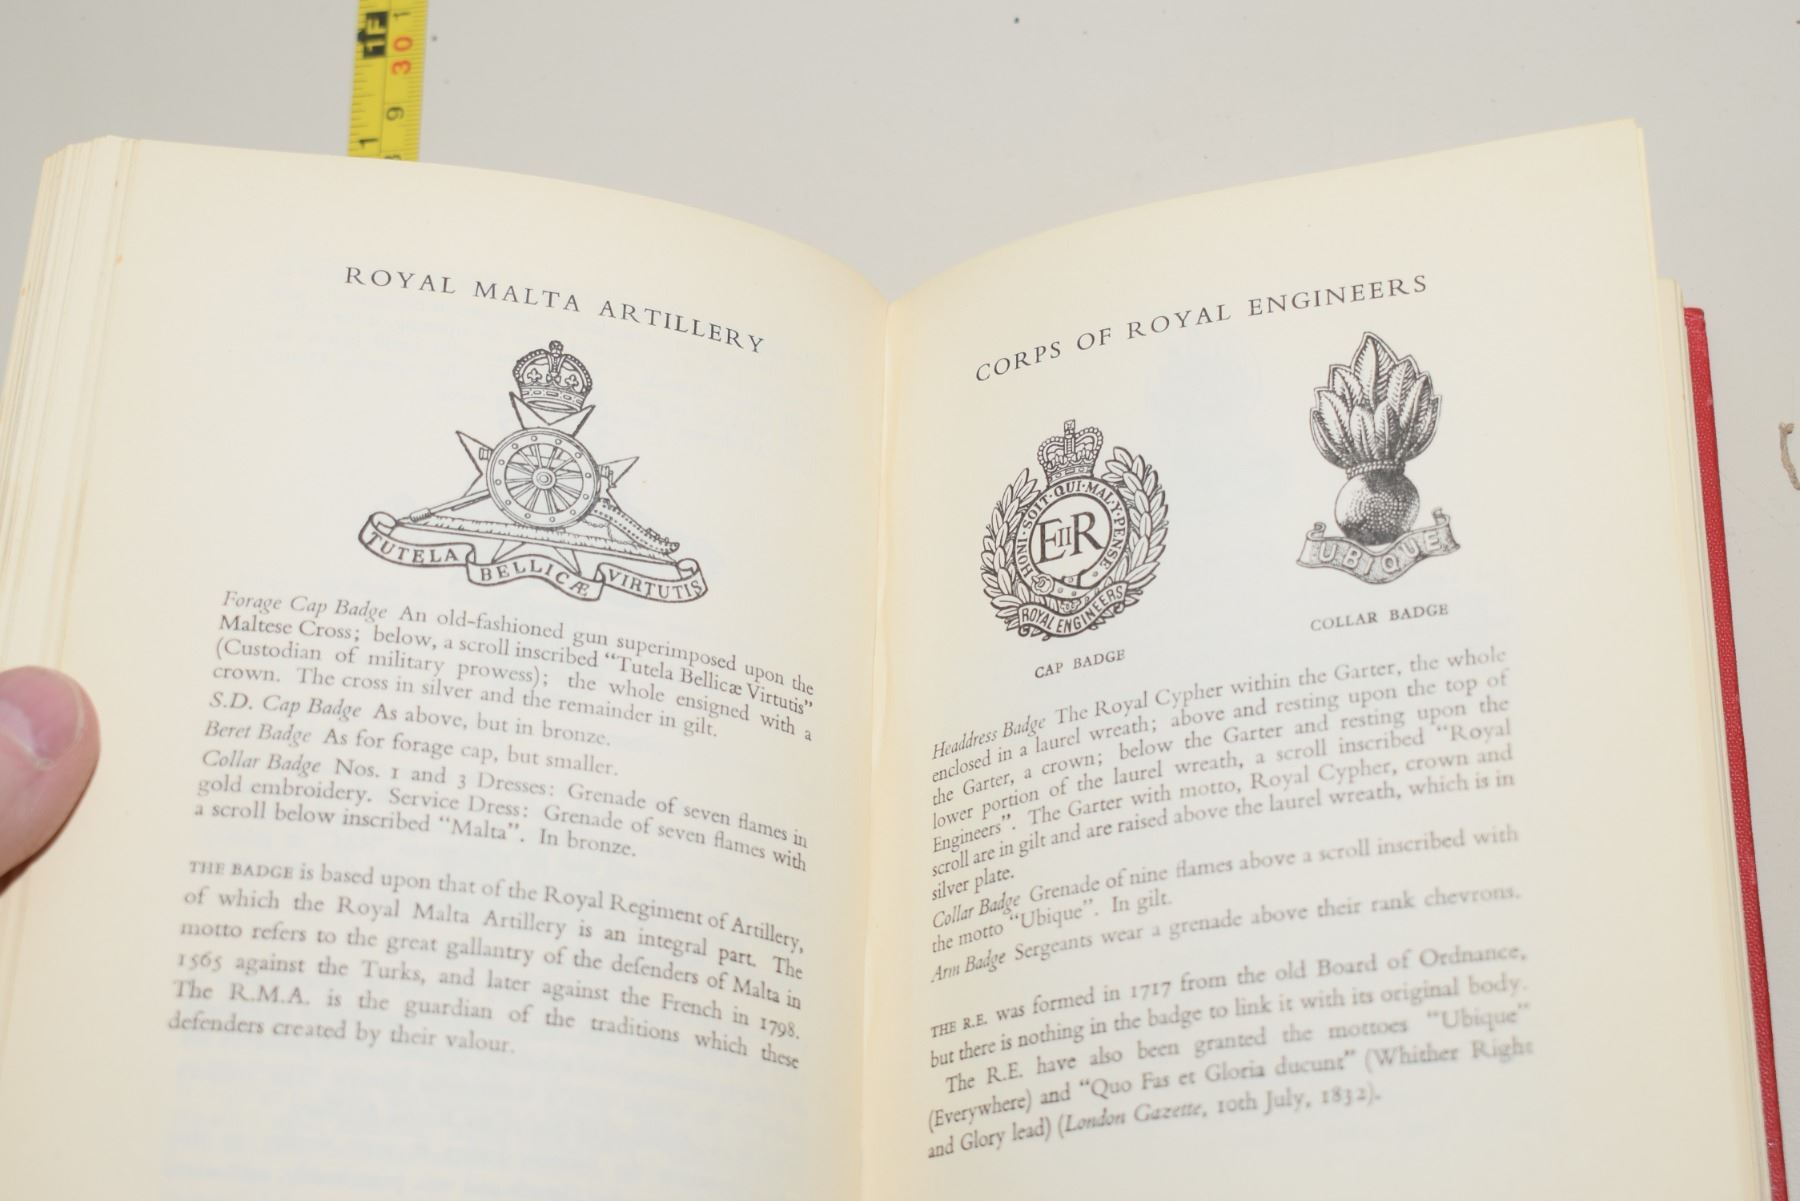 1F
30
1
9
1
ROYAL MALTA ARTILLERY
TUTELA BELLICÆ VIRTUTIS
Forage Cap Badge An old-fashioned gun superimposed upon the
Maltese Cross; below, a scroll inscribed "Tutela Bellicæ Virtutis"
(Custodian of military prowess); the whole ensigned with a
crown. The cross in silver and the remainder in gilt.
S.D. Cap Badge As above, but in bronze.
Beret Badge As for forage cap, but smaller.
Collar Badge Nos. 1 and 3 Dresses: Grenade of seven flames in
gold embroidery. Service Dress: Grenade of seven flames with
a scroll below inscribed "Malta". In bronze.
THE BADGE is based upon that of the Royal Regiment of Artillery,
of which the Royal Malta Artillery is an integral part. The
motto refers to the great gallantry of the defenders of Malta in
1565 against the Turks, and later against the French in 1798.
The R.M.A. is the guardian of the traditions which these
defenders created by their valour.
CORPS OF ROYAL ENGINEERS
HONI·SOIT·QUI·MAL·Y·PENSE
EIIR
ROYAL ENGINEERS
UBIQUE
CAP BADGE
COLLAR BADGE
Headdress Badge The Royal Cypher within the Garter, the whole
enclosed in a laurel wreath; above and resting upon the top of
the Garter, a crown; below the Garter and resting upon the
lower portion of the laurel wreath, a scroll inscribed "Royal
Engineers". The Garter with motto, Royal Cypher, crown and
scroll are in gilt and are raised above the laurel wreath, which is in
silver plate.
Collar Badge Grenade of nine flames above a scroll inscribed with
the motto "Ubique". In gilt.
Arm Badge Sergeants wear a grenade above their rank chevrons.
THE R.E. was formed in 1717 from the old Board of Ordnance,
but there is nothing in the badge to link it with its original body.
The R.E. have also been granted the mottoes "Ubique"
(Everywhere) and "Quo Fas et Gloria ducunt" (Whither Right
and Glory lead) (London Gazette, 10th July, 1832).